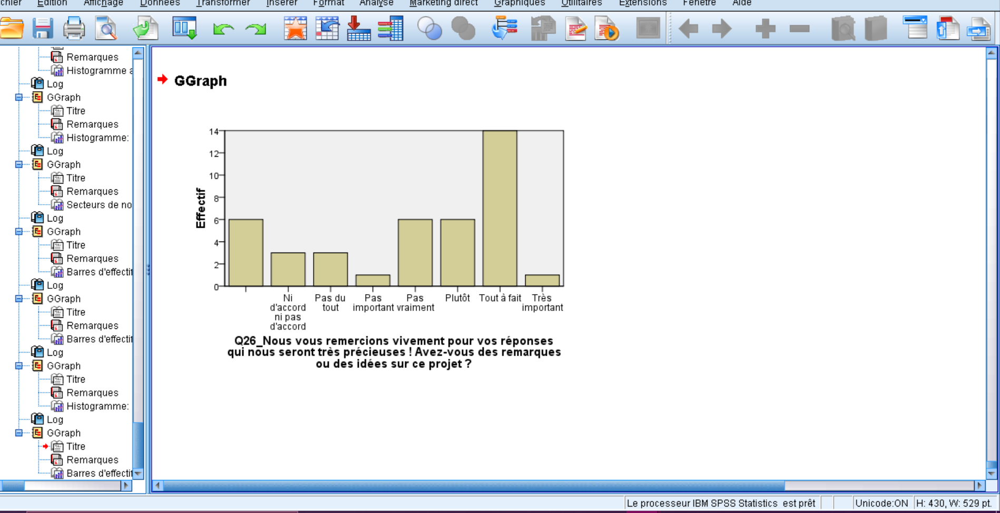 chier Edition Affichage Données Transformer Insérer Format Analyse Marketing direct Graphiques Utilitaires Extensions Fenêtre Aide
Remarques
Histogramme a
Log
GGraph
Titre
Remarques
Histogramme:
Log
GGraph
Titre
Remarques
Secteurs de no
Log
GGraph
Titre
Remarques
Barres d'effectif
Log
GGraph
Titre
Remarques
Barres d'effectif
Log
GGraph
Titre
Remarques
Histogramme:
Log
GGraph
Titre
Remarques
Barres d'effectif
GGraph
14
12
10
8
6
4
2
0
Effectif
Ni
d'accord
ni pas
d'accord
Pas du
tout
Pas
important
Pas
vraiment
Plutôt
Tout à fait
Très
important
Q26_Nous vous remercions vivement pour vos réponses
qui nous seront très précieuses ! Avez-vous des remarques
ou des idées sur ce projet ?
Le processeur IBM SPSS Statistics est prêt Unicode:ON H: 430, W: 529 pt.